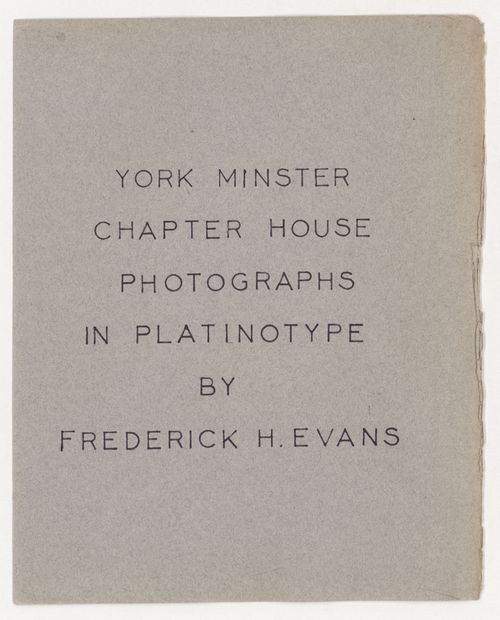 YORK MINSTER
CHAPTER HOUSE
PHOTOGRAPHS
IN PLATINOTYPE
BY
FREDERICK H. EVANS